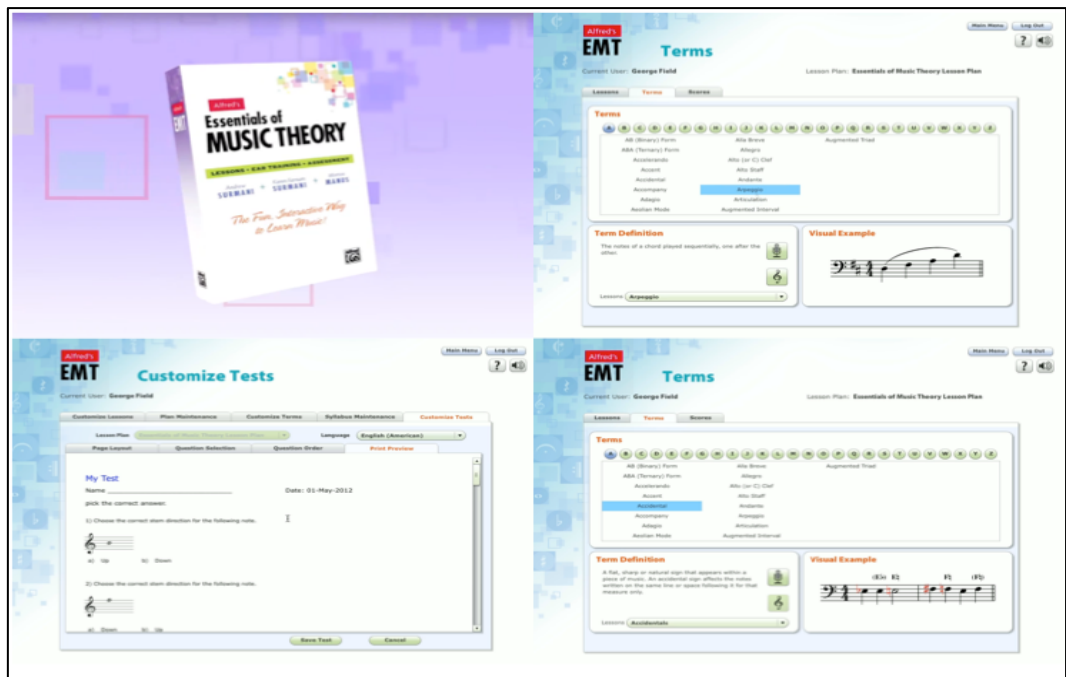 Alfred's
Essentials of
MUSIC THEORY
LESSONS • EAR TRAINING • ASSESSMENT
Andrew SURMANI
Karen Farnum SURMANI
Morton MANUS
The Fun, Interactive Way
to Learn Music!
Main Menu Log Out
Alfred's
EMT Terms
? 
Current User: George Field Lesson Plan: Essentials of Music Theory Lesson Plan
Lessons Terms Scores
Terms
A B C D E F G H I J K L M N O P Q R S T U V W X Y Z
AB (Binary) Form Alla Breve Augmented Triad
ABA (Ternary) Form Allegro
Accelerando Alto (or C) Clef
Accent Alto Staff
Accidental Andante
Accompany Arpeggio
Adagio Articulation
Aeolian Mode Augmented Interval
Term Definition Visual Example
The notes of a chord played sequentially, one after the
other.
Lessons Arpeggio
Main Menu Log Out
Alfred's
EMT Customize Tests
?
Current User: George Field
Customize Lessons Plan Maintenance Customize Terms Syllabus Maintenance Customize Tests
Lesson Plan Essentials of Music Theory Lesson Plan Language English (American)
Page Layout Question Selection Question Order Print Preview
My Test
Name Date: 01-May-2012
pick the correct answer.
1) Choose the correct stem direction for the following note.
a) Up b) Down
2) Choose the correct stem direction for the following note.
a) Down b) Up
Save Test Cancel
Main Menu Log Out
Alfred's
EMT Terms
?
Current User: George Field Lesson Plan: Essentials of Music Theory Lesson Plan
Lessons Terms Scores
Terms
A B C D E F G H I J K L M N O P Q R S T U V W X Y Z
AB (Binary) Form Alla Breve Augmented Triad
ABA (Ternary) Form Allegro
Accelerando Alto (or C) Clef
Accent Alto Staff
Accidental Andante
Accompany Arpeggio
Adagio Articulation
Aeolian Mode Augmented Interval
Term Definition Visual Example
A flat, sharp or natural sign that appears within a
piece of music. An accidental sign affects the notes
written on the same line or space following it for that
measure only.
Lessons Accidentals